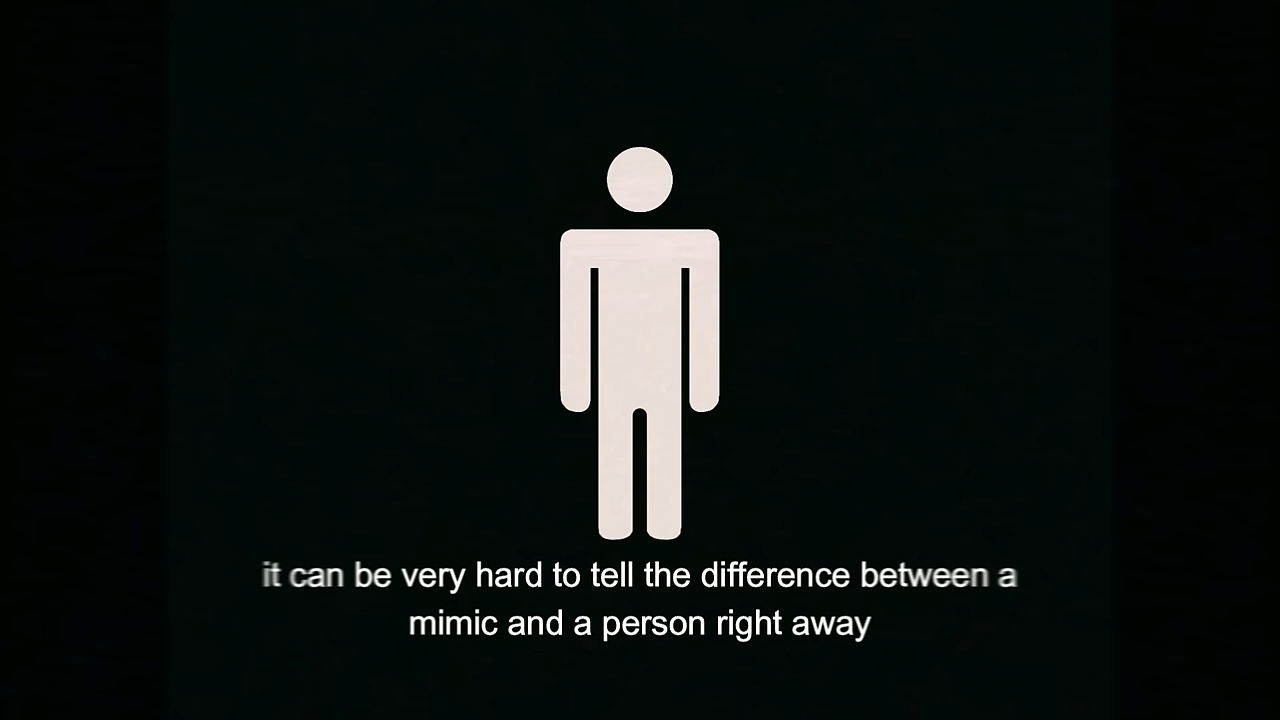 it can be very hard to tell the difference between a
mimic and a person right away